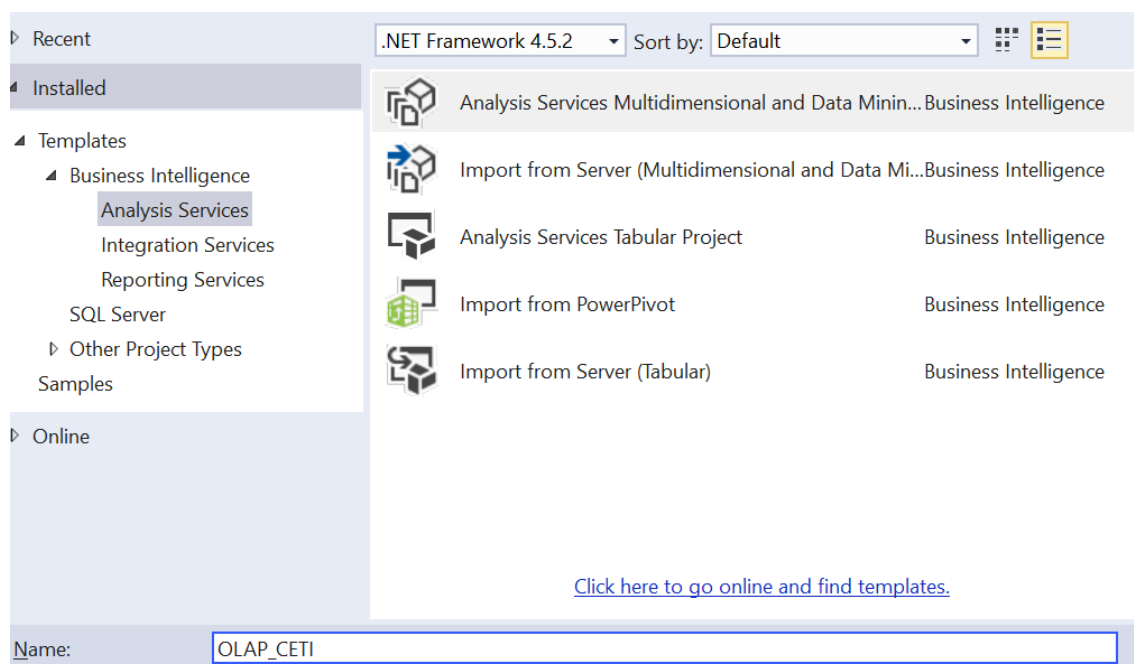 Recent
Installed
Templates
Business Intelligence
Analysis Services
Integration Services
Reporting Services
SQL Server
Other Project Types
Samples
Online
.NET Framework 4.5.2 Sort by: Default
Analysis Services Multidimensional and Data Minin... Business Intelligence
Import from Server (Multidimensional and Data Mi... Business Intelligence
Analysis Services Tabular Project Business Intelligence
Import from PowerPivot Business Intelligence
Import from Server (Tabular) Business Intelligence
Click here to go online and find templates.
Name: OLAP_CETI